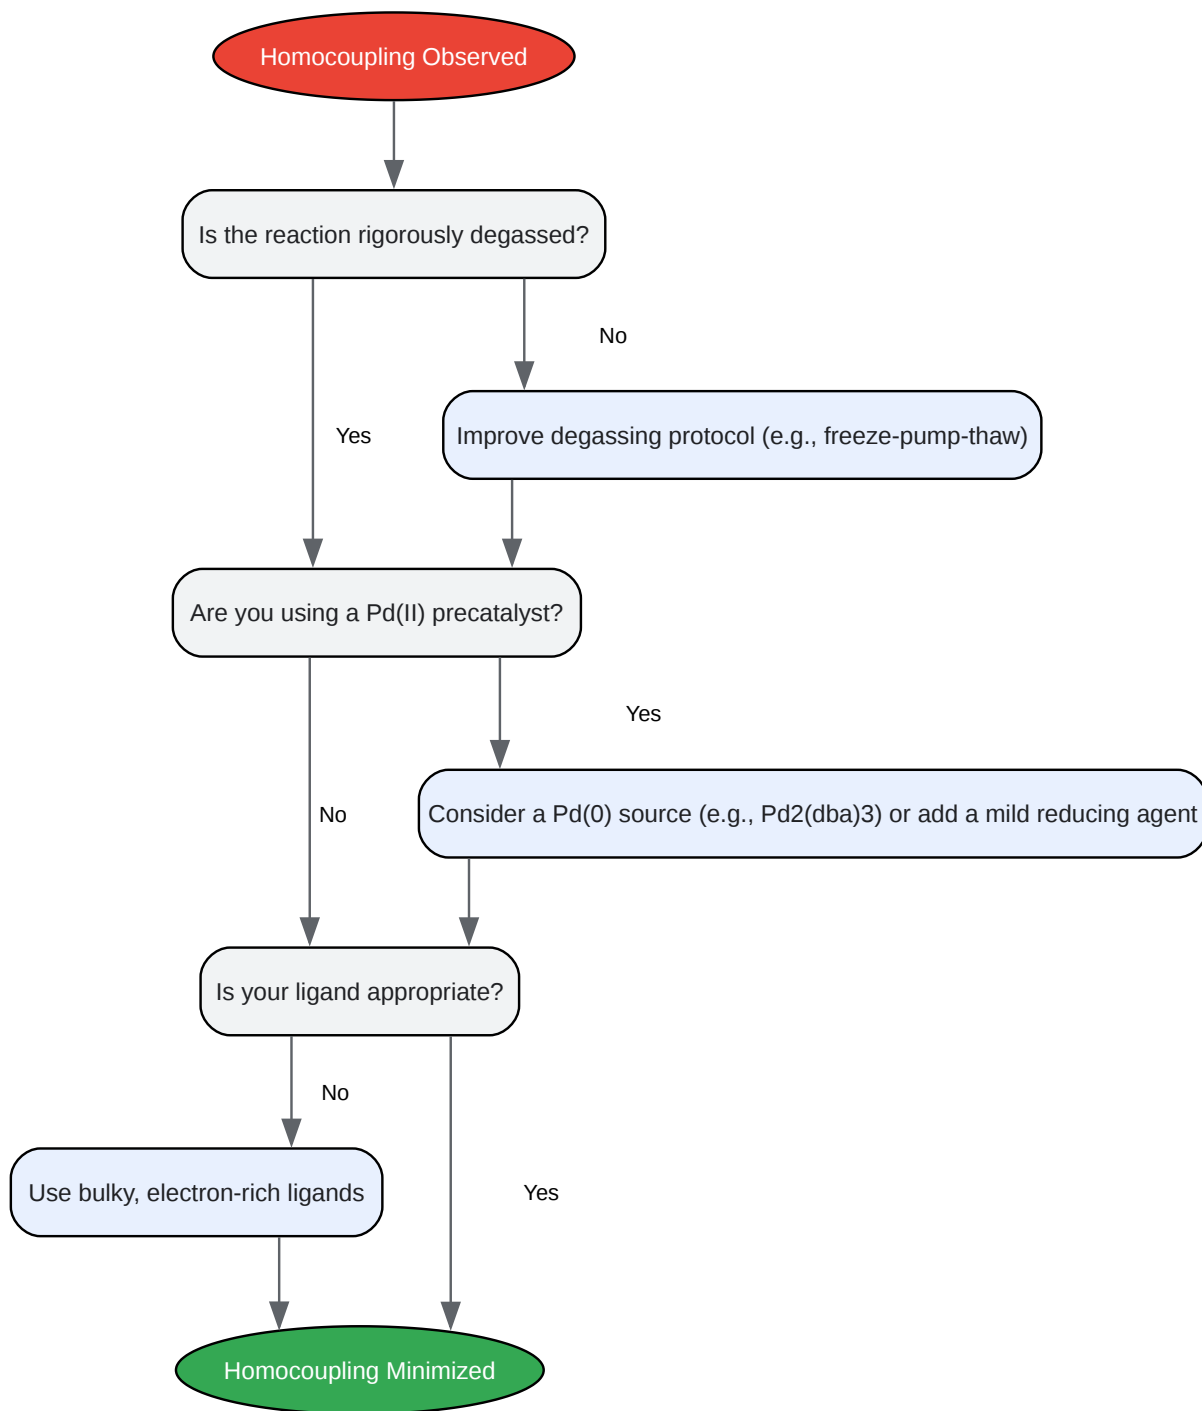 Homocoupling Observed
Is the reaction rigorously degassed?
No
Yes
Improve degassing protocol (e.g., freeze-pump-thaw)
Are you using a Pd(II) precatalyst?
Yes
No
Consider a Pd(0) source (e.g., Pd2(dba)3) or add a mild reducing agent
Is your ligand appropriate?
No
Use bulky, electron-rich ligands
Yes
Homocoupling Minimized